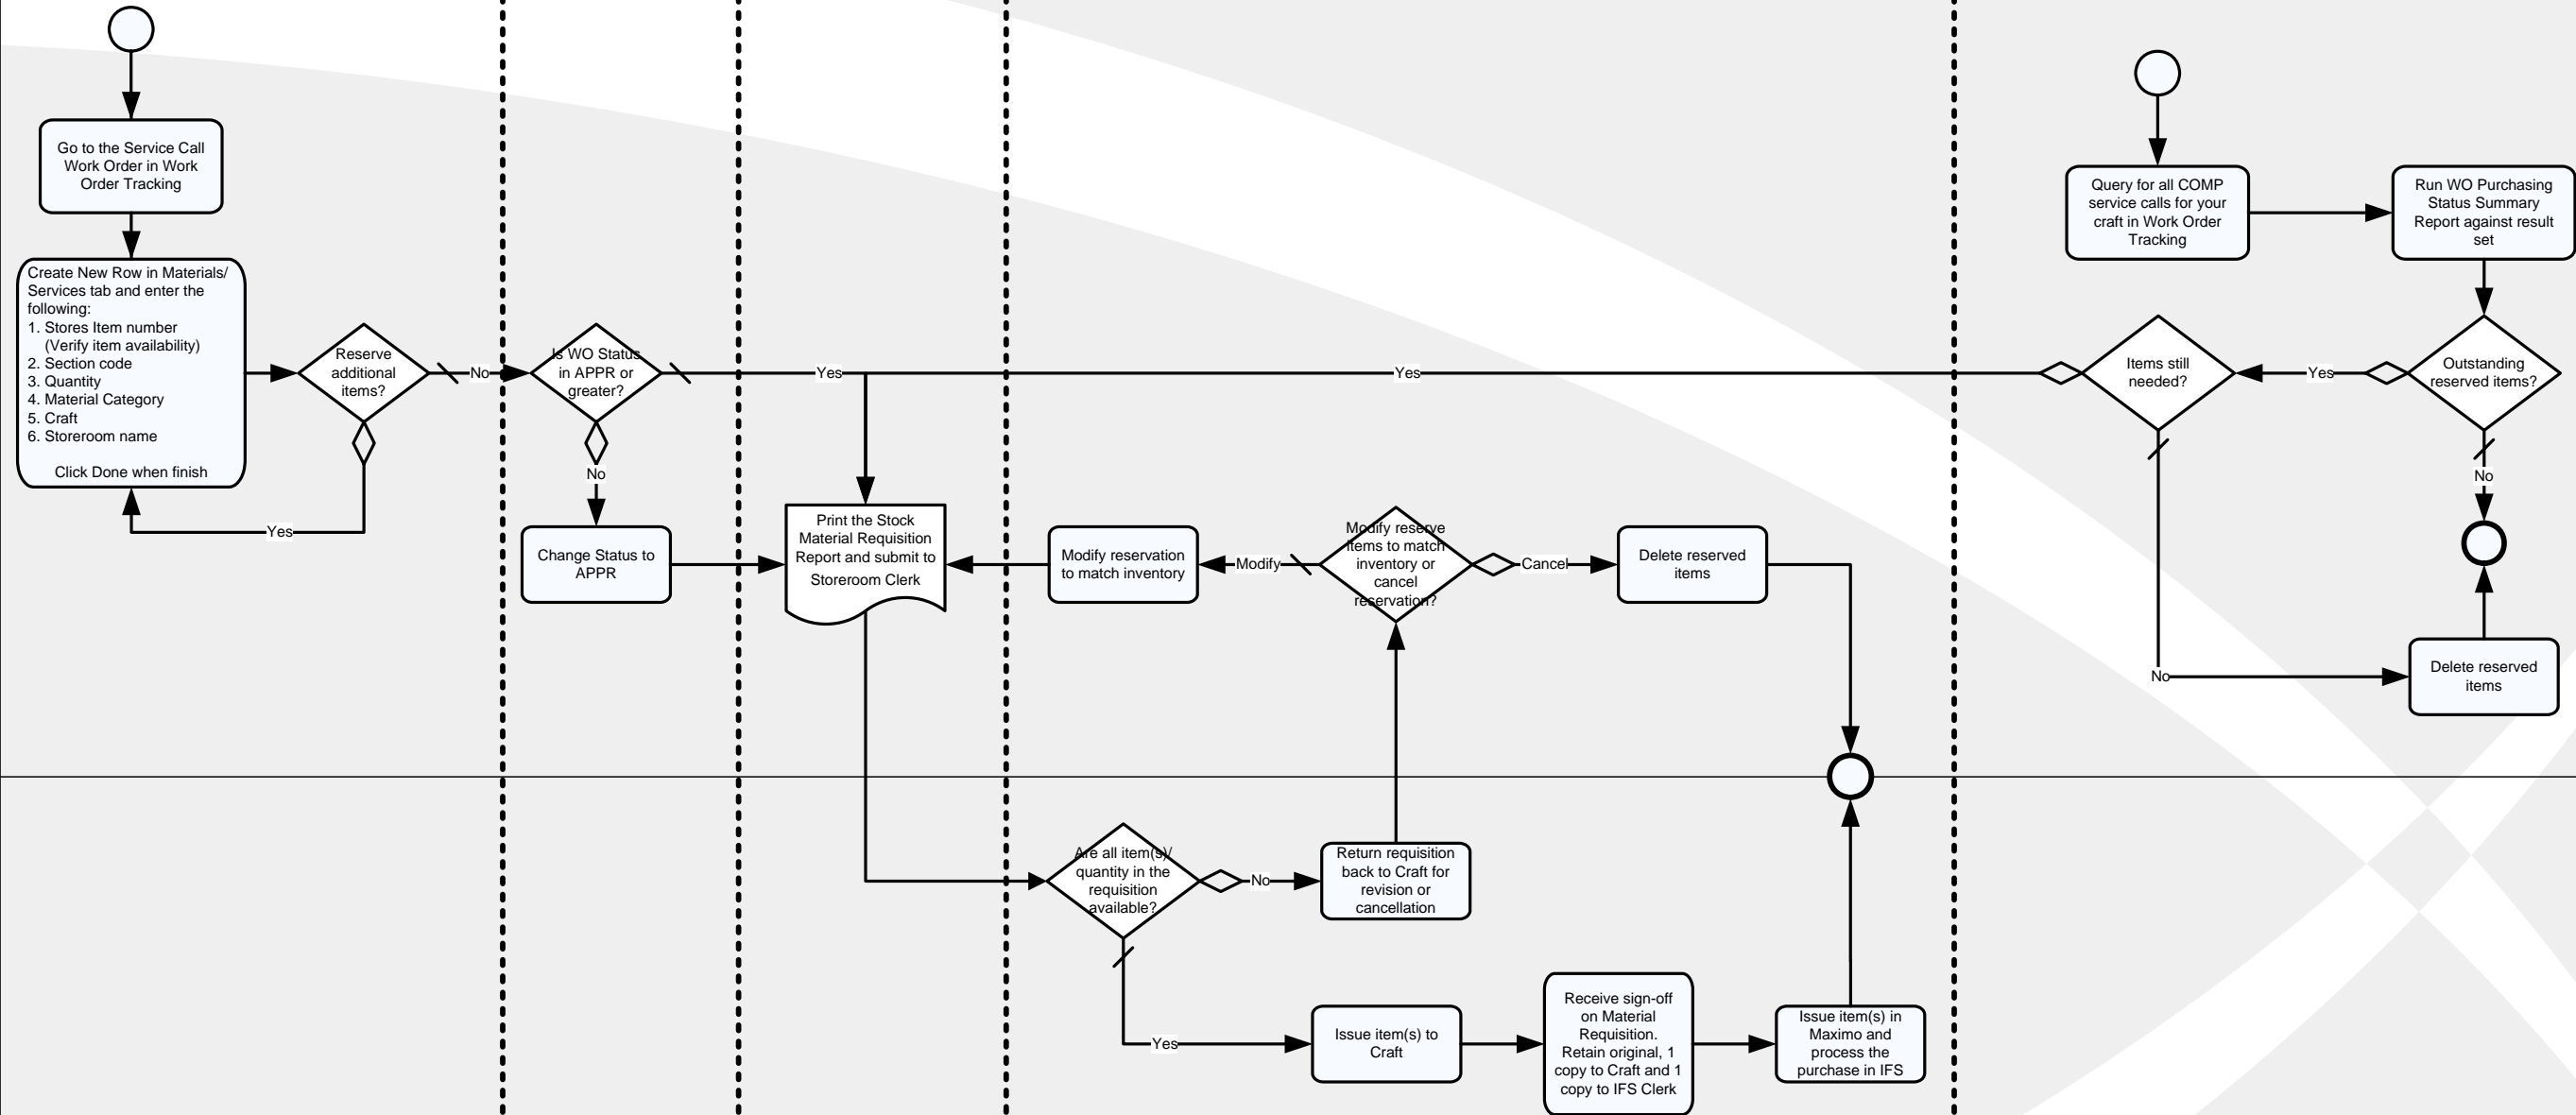 Go to the Service Call
Work Order in Work
Order Tracking
Create New Row in Materials/
Services tab and enter the
following:
1. Stores Item number
(Verify item availability)
2. Section code
3. Quantity
4. Material Category
5. Craft
6. Storeroom name
Click Done when finish
Reserve
additional
items?
No
Yes
Is WO Status
in APPR or
greater?
Yes
No
Change Status to
APPR
Print the Stock
Material Requisition
Report and submit to
Storeroom Clerk
Yes
Modify reservation
to match inventory
Modify
Modify reserve
items to match
inventory or
cancel
reservation?
Cancel
Delete reserved
items
Are all item(s)/
quantity in the
requisition
available?
No
Return requisition
back to Craft for
revision or
cancellation
Yes
Issue item(s) to
Craft
Receive sign-off
on Material
Requisition.
Retain original, 1
copy to Craft and 1
copy to IFS Clerk
Issue item(s) in
Maximo and
process the
purchase in IFS
Query for all COMP
service calls for your
craft in Work Order
Tracking
Run WO Purchasing
Status Summary
Report against result
set
Items still
needed?
Yes
Outstanding
reserved items?
No
No
Delete reserved
items